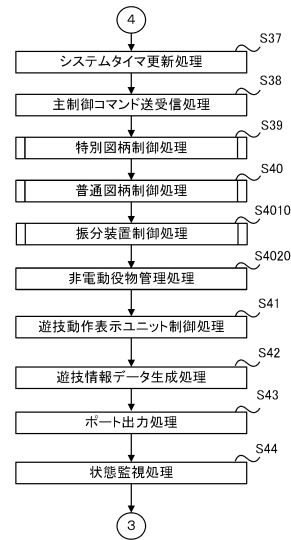 4
S37
システムタイマ更新処理
S38
主制御コマンド送受信処理
S39
特別図柄制御処理
S40
普通図柄制御処理
S4010
振分装置制御処理
S4020
非電動役物管理処理
S41
遊技動作表示ユニット制御処理
S42
遊技情報データ生成処理
S43
ポート出力処理
S44
状態監視処理
3